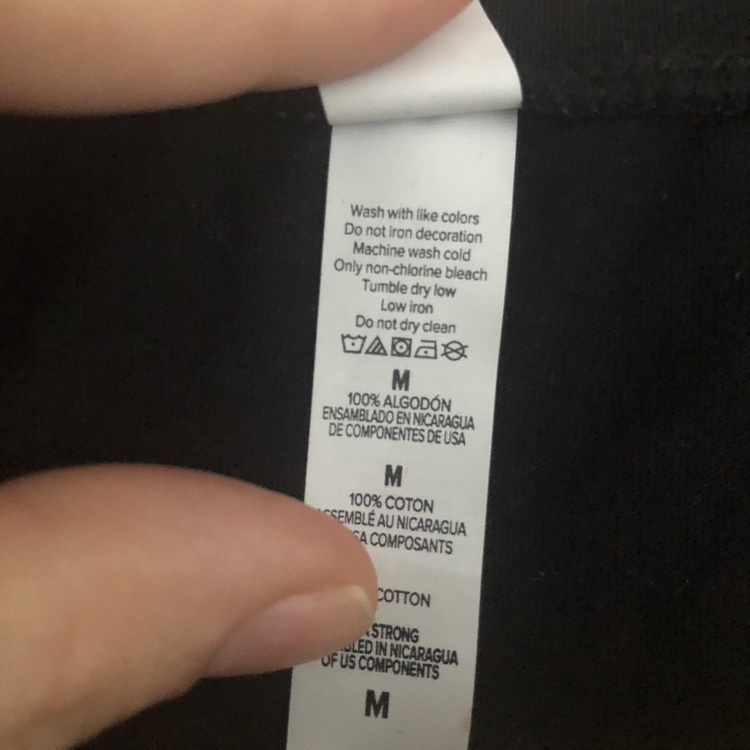 Wash with like colors
Do not iron decoration
Machine wash cold
Only non-chlorine bleach
Tumble dry low
Low iron
Do not dry clean
M
100% ALGODÓN
ENSAMBLADO EN NICARAGUA
DE COMPONENTES DE USA
M
100% COTON
SEMBLÉ AU NICARAGUA
COMPOSANTS
COTTON
STRONG
BLED IN NICARAGUA
OF US COMPONENTS
M